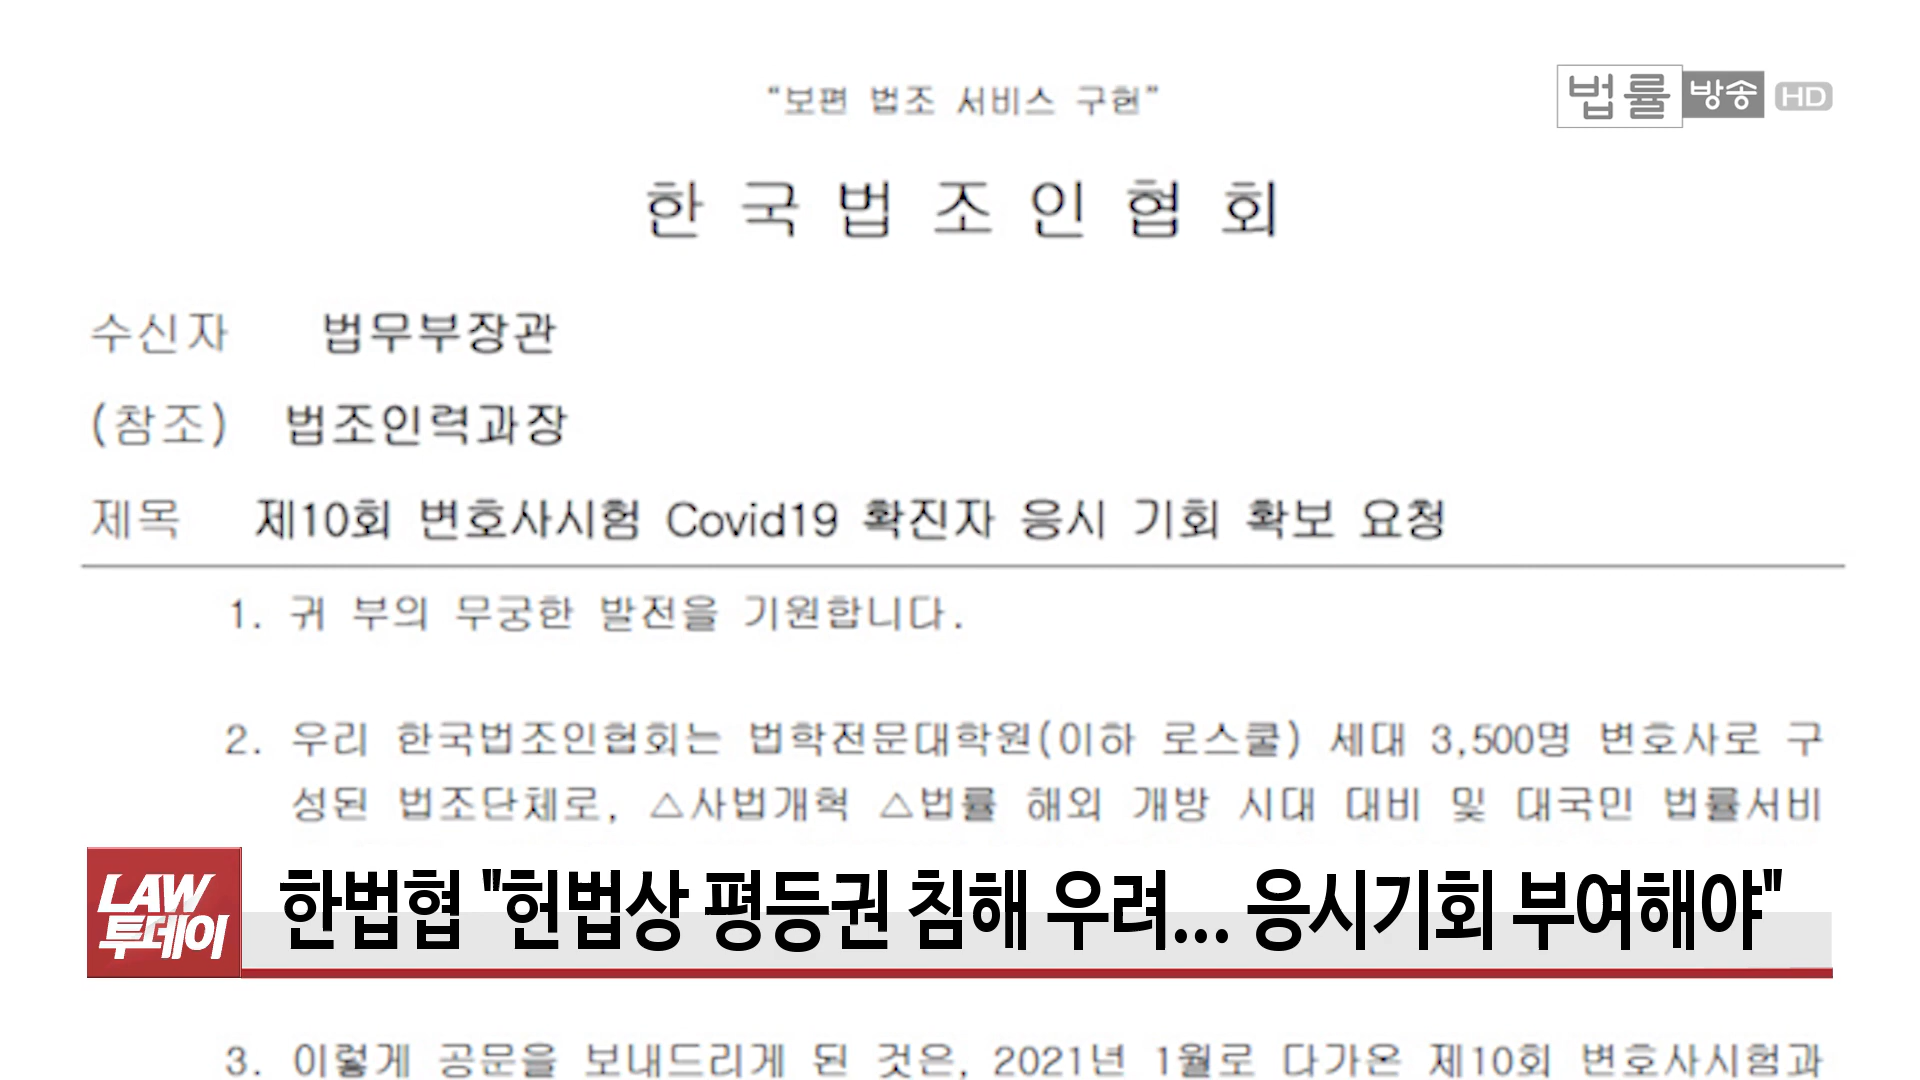 "보편 법조 서비스 구현"
법률방송 HD
한국법조인협회
수신자 법무부장관
(참조) 법조인력과장
제목 제10회 변호사시험 Covid19 확진자 응시 기회 확보 요청
1. 귀 부의 무궁한 발전을 기원합니다.
2. 우리 한국법조인협회는 법학전문대학원(이하 로스쿨) 세대 3,500명 변호사로 구
성된 법조단체로, △사법개혁 △법률 해외 개방 시대 대비 및 대국민 법률서비
LAW
투데이
한법협 "헌법상 평등권 침해 우려... 응시기회 부여해야"
3. 이렇게 공문을 보내드리게 된 것은, 2021년 1월로 다가온 제10회 변호사시험과